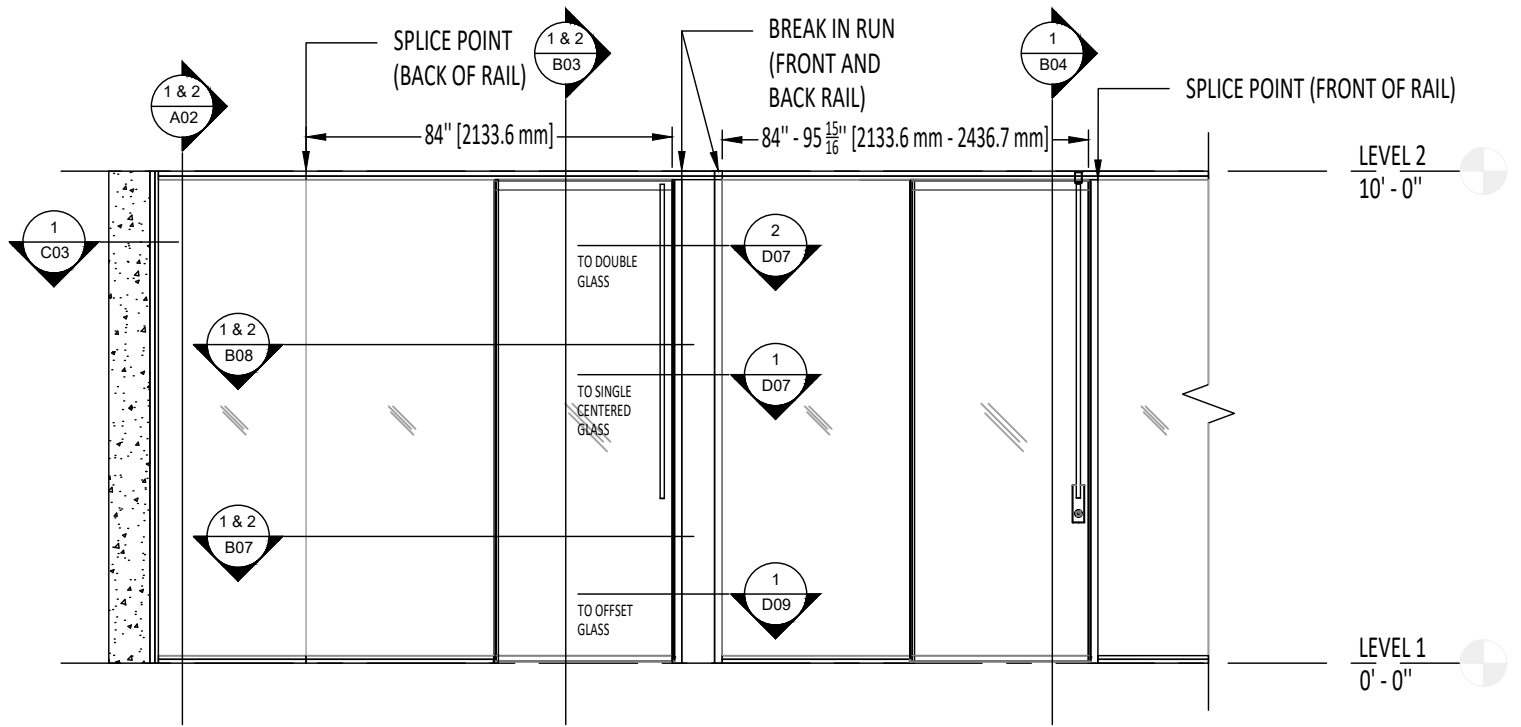 SPLICE POINT
(BACK OF RAIL)
1 & 2
B03
BREAK IN RUN
(FRONT AND
BACK RAIL)
1
B04
SPLICE POINT (FRONT OF RAIL)
1 & 2
A02
84" [2133.6 mm]
84" - 95 15/16" [2133.6 mm - 2436.7 mm]
LEVEL 2
10' - 0"
1
C03
2
D07
TO DOUBLE
GLASS
1 & 2
B08
1
D07
TO SINGLE
CENTERED
GLASS
1 & 2
B07
1
D09
TO OFFSET
GLASS
LEVEL 1
0' - 0"